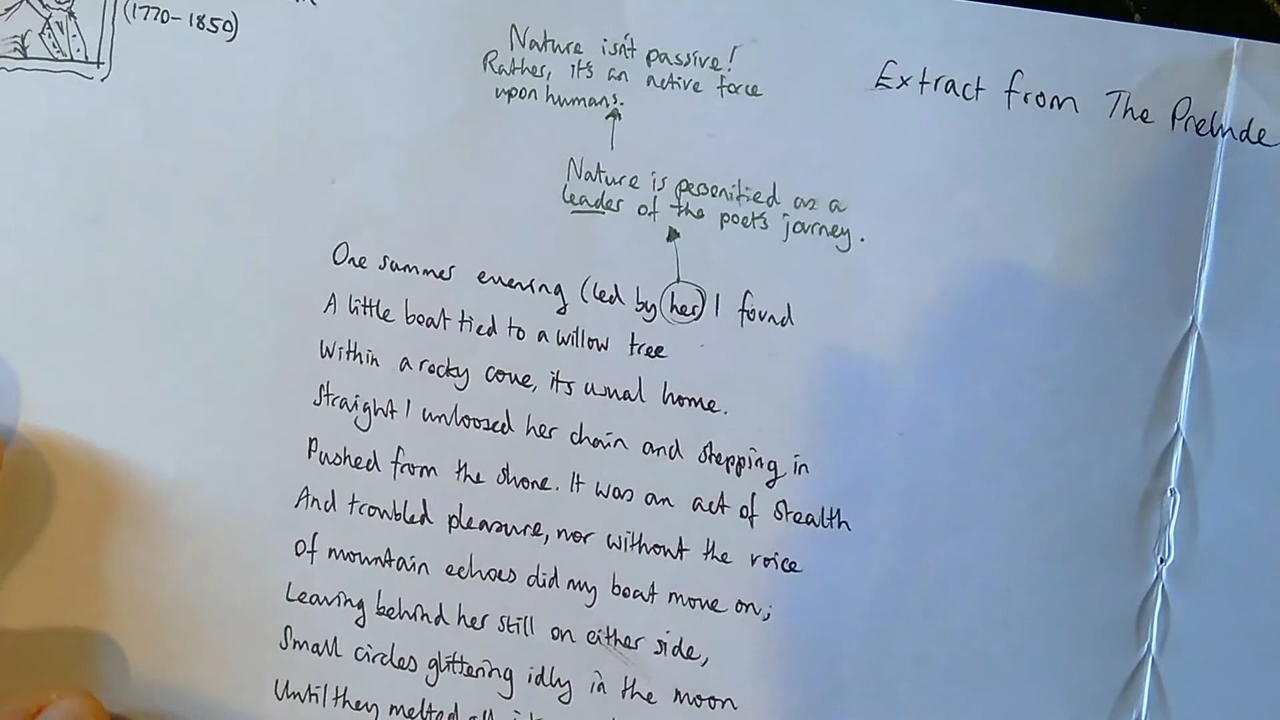 (1770-1850)
Nature isn't passive!
Rather, it's an active force
upon humans.
Extract from The Prelude
Nature is personified as a
leader of the poet's journey.
One summer evening (led by her) I found
A little boat tied to a willow tree
Within a rocky cove, its usual home.
Straight I unloosed her chain and stepping in
Pushed from the shore. It was an act of stealth
And troubled pleasure, nor without the voice
Of mountain echoes did my boat move on;
Leaving behind her still on either side,
Small circles glittering idly in the moon
Until they melted all